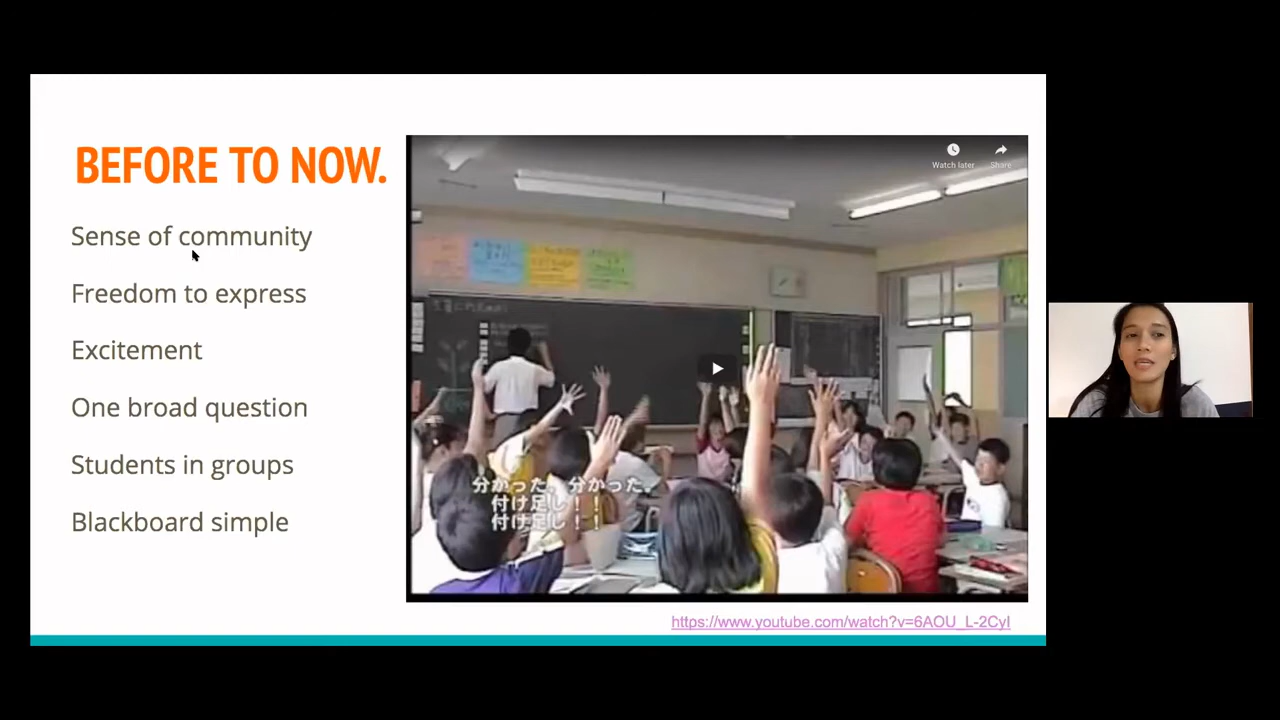 BEFORE TO NOW.
Sense of community
Freedom to express
Excitement
One broad question
Students in groups
Blackboard simple
Watch later
Share
分かった。分かった。
付け足し！！
付け足し！！
https://www.youtube.com/watch?v=6AOU_L-2CyI